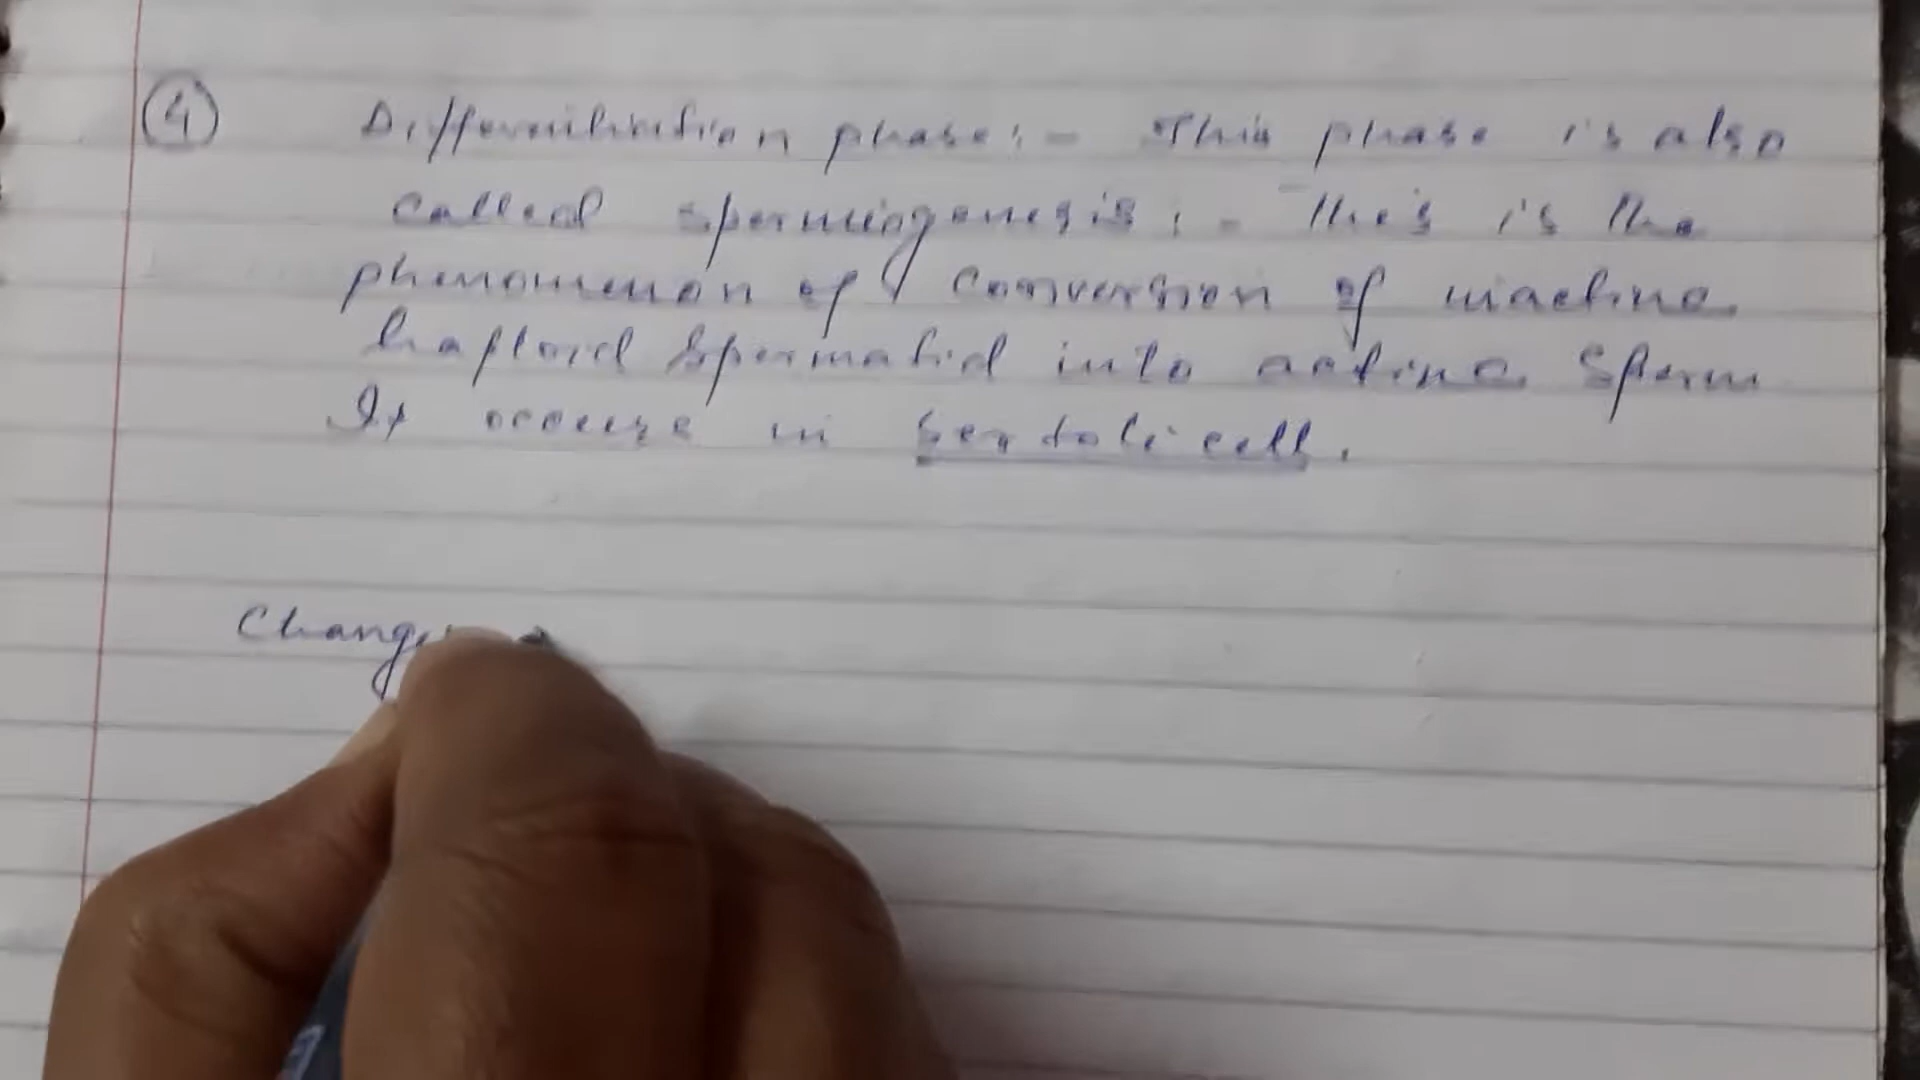 ④ Differentiation phase:- This phase is also
called spermiogenesis:- This is the
phenomenon of conversion of inactive
haploid spermatid into active sperm
It occurs in sertoli cell.
Chang